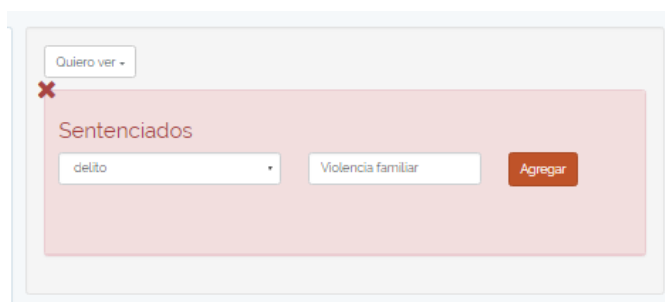 Quiero ver
Sentenciados
delito
Violencia familiar
Agregar